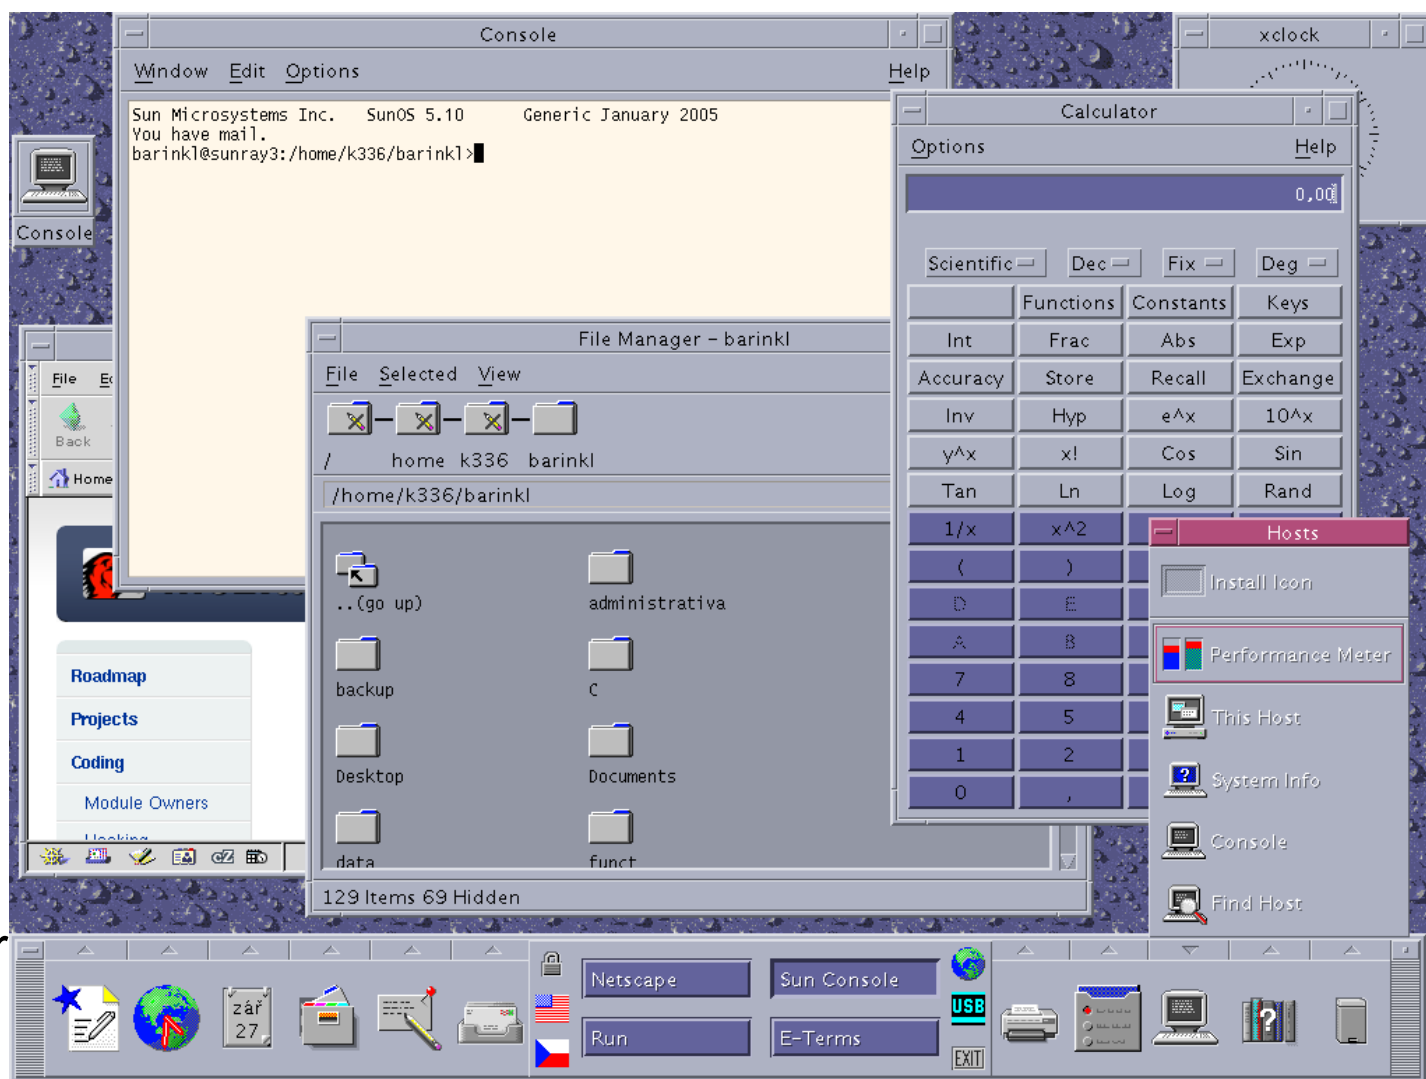 Console
Window Edit Options Help
Sun Microsystems Inc. SunOS 5.10 Generic January 2005
You have mail.
barinkl@sunray3:/home/k336/barinkl>
Console
xclock
Calculator
Options Help
0,00
Scientific Dec Fix Deg
Functions Constants Keys
Int Frac Abs Exp
Accuracy Store Recall Exchange
Inv Hyp e^x 10^x
y^x x! Cos Sin
Tan Ln Log Rand
1/x x^2
( )
D E
A B
7 8
4 5
1 2
0 ,
File Manager - barinkl
File Selected View
/ home k336 barinkl
/home/k336/barinkl
..(go up) administrativa
backup C
Desktop Documents
data funct
129 Items 69 Hidden
File
Back
Home
Roadmap
Projects
Coding
Module Owners
Hosts
Install Icon
Performance Meter
This Host
System Info
Console
Find Host
zář
27
Netscape Sun Console
Run E-Terms
USB
EXIT